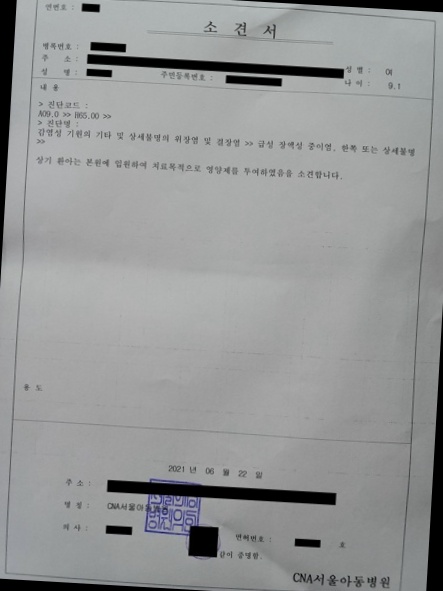 연번호 :
소 견 서
병록번호 :
주 소 :
성 별 : 여
성 명 :
주민등록번호 :
나 이 : 9.1
내 용
> 진단코드 :
A09.0 >> H65.00 >>
> 진단명 :
감염성 기원의 기타 및 상세불명의 위장염 및 결장염 >> 급성 장액성 중이염, 한쪽 또는 상세불명
>>
상기 환아는 본원에 입원하여 치료목적으로 영양제를 투여하였음을 소견합니다.
용 도
2021 년 06 월 22 일
주 소 :
명 칭 : CNA서울아동병원
의 사 :
면허번호 : 호
같이 증명함.
CNA서울아동병원